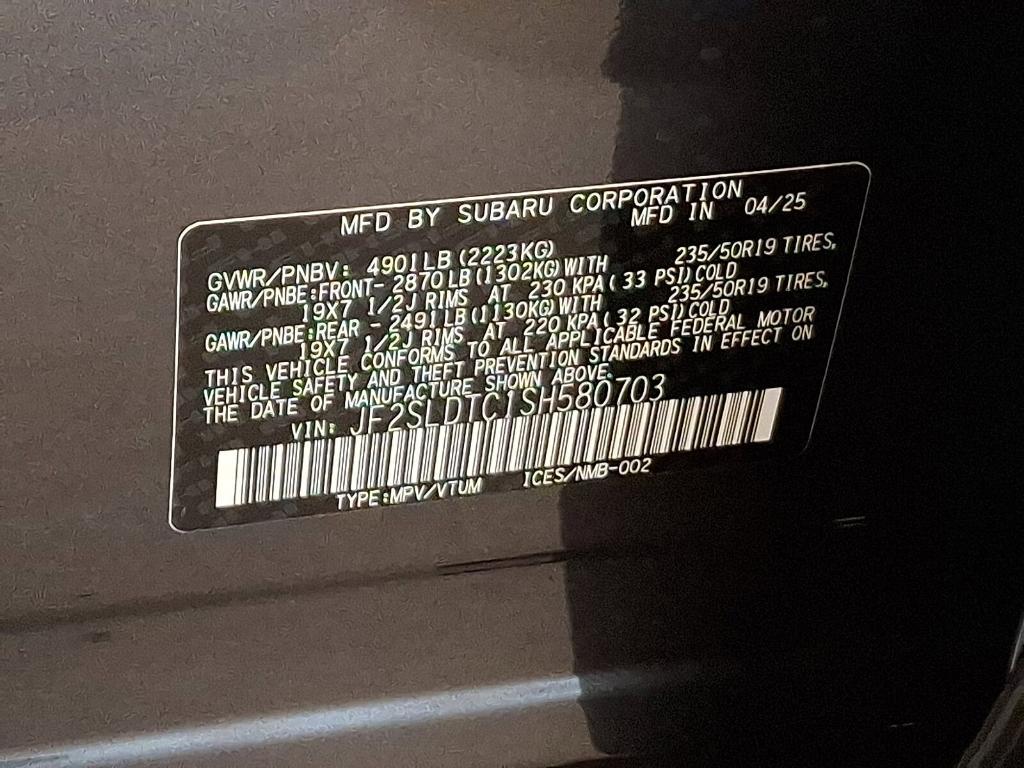 MFD BY SUBARU CORPORATION
MFD IN 04/25
GVWR/PNBV: 4901LB(2223KG)
GAWR/PNBE:FRONT- 2870LB(1302KG)WITH 235/50R19 TIRES,
19X7 1/2J RIMS AT 230 KPA(33 PSI)COLD
GAWR/PNBE:REAR - 2491LB(1130KG)WITH 235/50R19 TIRES,
19X7 1/2J RIMS AT 220 KPA(32 PSI)COLD
THIS VEHICLE CONFORMS TO ALL APPLICABLE FEDERAL MOTOR
VEHICLE SAFETY AND THEFT PREVENTION STANDARDS IN EFFECT ON
THE DATE OF MANUFACTURE SHOWN ABOVE.
VIN: JF2SLDTC1SH580703
TYPE:MPV/VTUM ICES/NMB-002